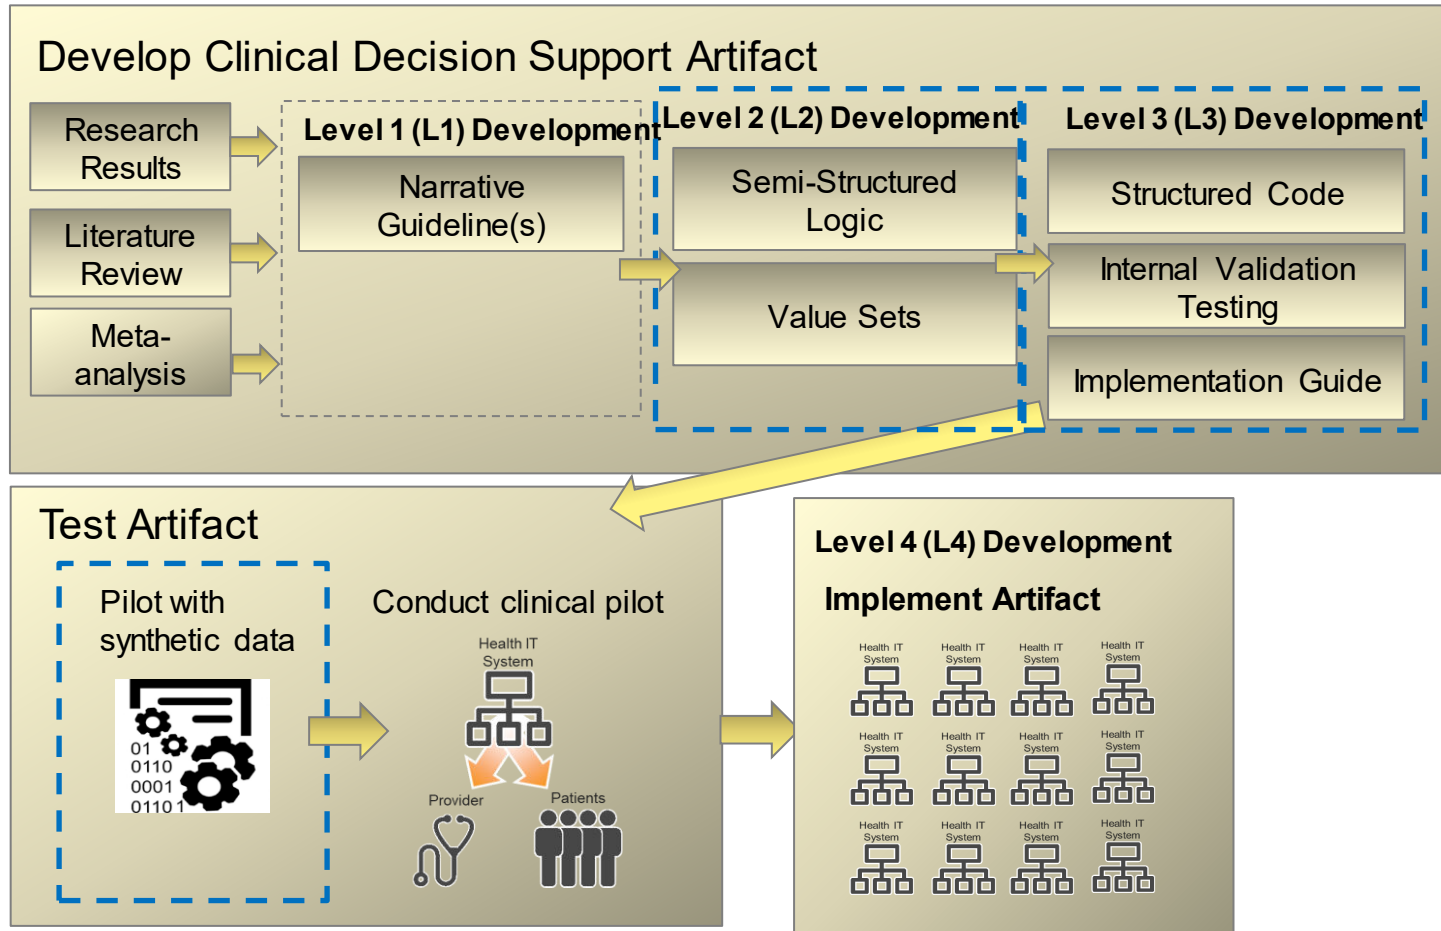 Develop Clinical Decision Support Artifact
Research
Results
Literature
Review
Meta-
analysis
Level 1 (L1) Development
Narrative
Guideline(s)
Level 2 (L2) Development
Semi-Structured
Logic
Value Sets
Level 3 (L3) Development
Structured Code
Internal Validation
Testing
Implementation Guide
Test Artifact
Pilot with
synthetic data
01
0110
0001
01101
Conduct clinical pilot
Health IT
System
Provider
Patients
Level 4 (L4) Development
Implement Artifact
Health IT
System
Health IT
System
Health IT
System
Health IT
System
Health IT
System
Health IT
System
Health IT
System
Health IT
System
Health IT
System
Health IT
System
Health IT
System
Health IT
System